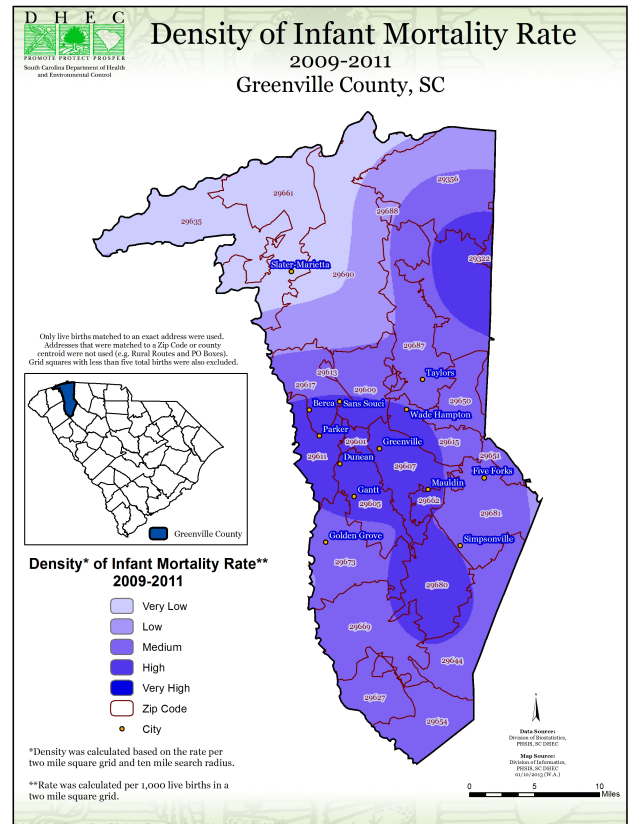 D H E C
PROMOTE PROTECT PROSPER
South Carolina Department of Health
and Environmental Control
Density of Infant Mortality Rate
2009-2011
Greenville County, SC
29356
29661
29688
29635
29322
Slater-Marietta
29690
Only live births matched to an exact address were used.
Addresses that were matched to a Zip Code or county
centroid were not used (e.g. Rural Routes and PO Boxes).
Grid squares with less than five total births were also excluded.
29687
29613
Taylors
29617
29609
29650
Berea
Sans Souci
Wade Hampton
Parker
29601
Greenville
29615
29611
Dunean
29607
29651
Five Forks
Gantt
Mauldin
29605
29662
29681
Golden Grove
Simpsonville
29673
29680
29669
29644
29627
29654
Greenville County
Density* of Infant Mortality Rate**
2009-2011
Very Low
Low
Medium
High
Very High
Zip Code
City
*Density was calculated based on the rate per
two mile square grid and ten mile search radius.
**Rate was calculated per 1,000 live births in a
two mile square grid.
Data Source:
Division of Biostatistics,
PHSIS, SC DHEC
Map Source:
Division of Informatics,
PHSIS, SC DHEC
01/10/2013 (W.A.)
0 5 10
Miles